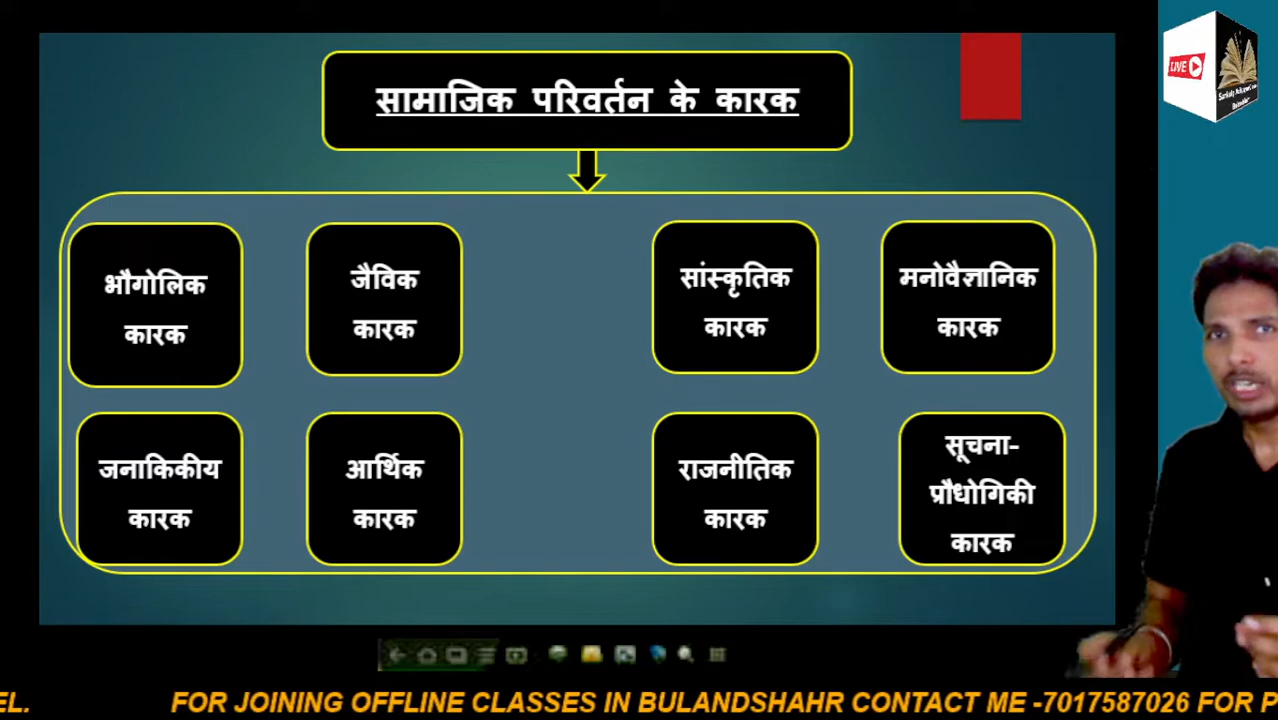 सामाजिक परिवर्तन के कारक
LIVE
भौगोलिक
कारक
जैविक
कारक
सांस्कृतिक
कारक
मनोवैज्ञानिक
कारक
जनाकिकीय
कारक
आर्थिक
कारक
राजनीतिक
कारक
सूचना-
प्रौधोगिकी
कारक
EL. FOR JOINING OFFLINE CLASSES IN BULANDSHAHR CONTACT ME -7017587026 FOR P